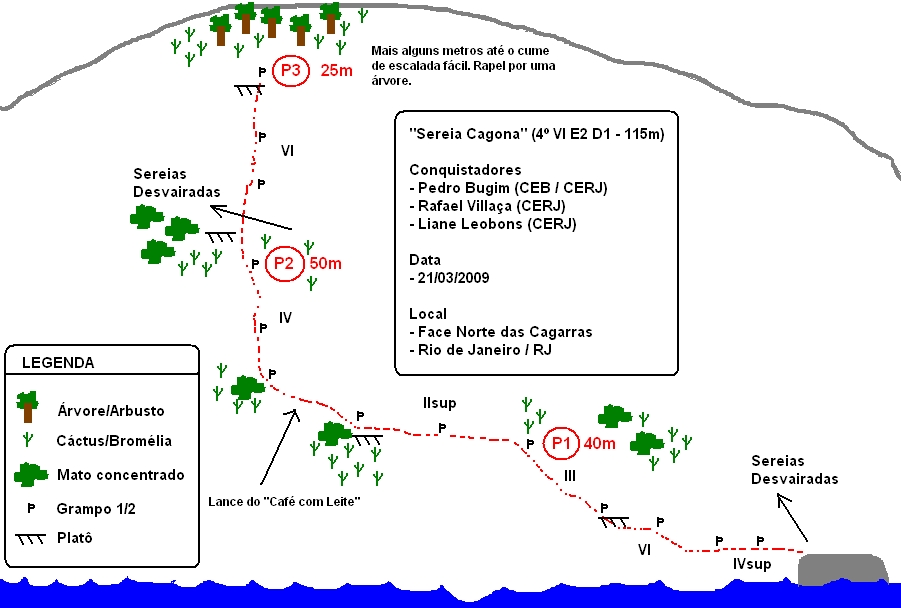 Mais alguns metros até o cume
de escalada fácil. Rapel por uma
árvore.
P
P3
25m
P
VI
P
Sereias
Desvairadas
P
P2
50m
P
IV
P
"Sereia Cagona" (4º VI E2 D1 - 115m)
Conquistadores
- Pedro Bugim (CEB / CERJ)
- Rafael Villaça (CERJ)
- Liane Leobons (CERJ)
Data
- 21/03/2009
Local
- Face Norte das Cagarras
- Rio de Janeiro / RJ
LEGENDA
Árvore/Arbusto
Cáctus/Bromélia
Mato concentrado
P Grampo 1/2
Platô
Lance do "Café com Leite"
P
IIsup
P
P
P1
40m
III
P
P
VI
P
P
IVsup
Sereias
Desvairadas